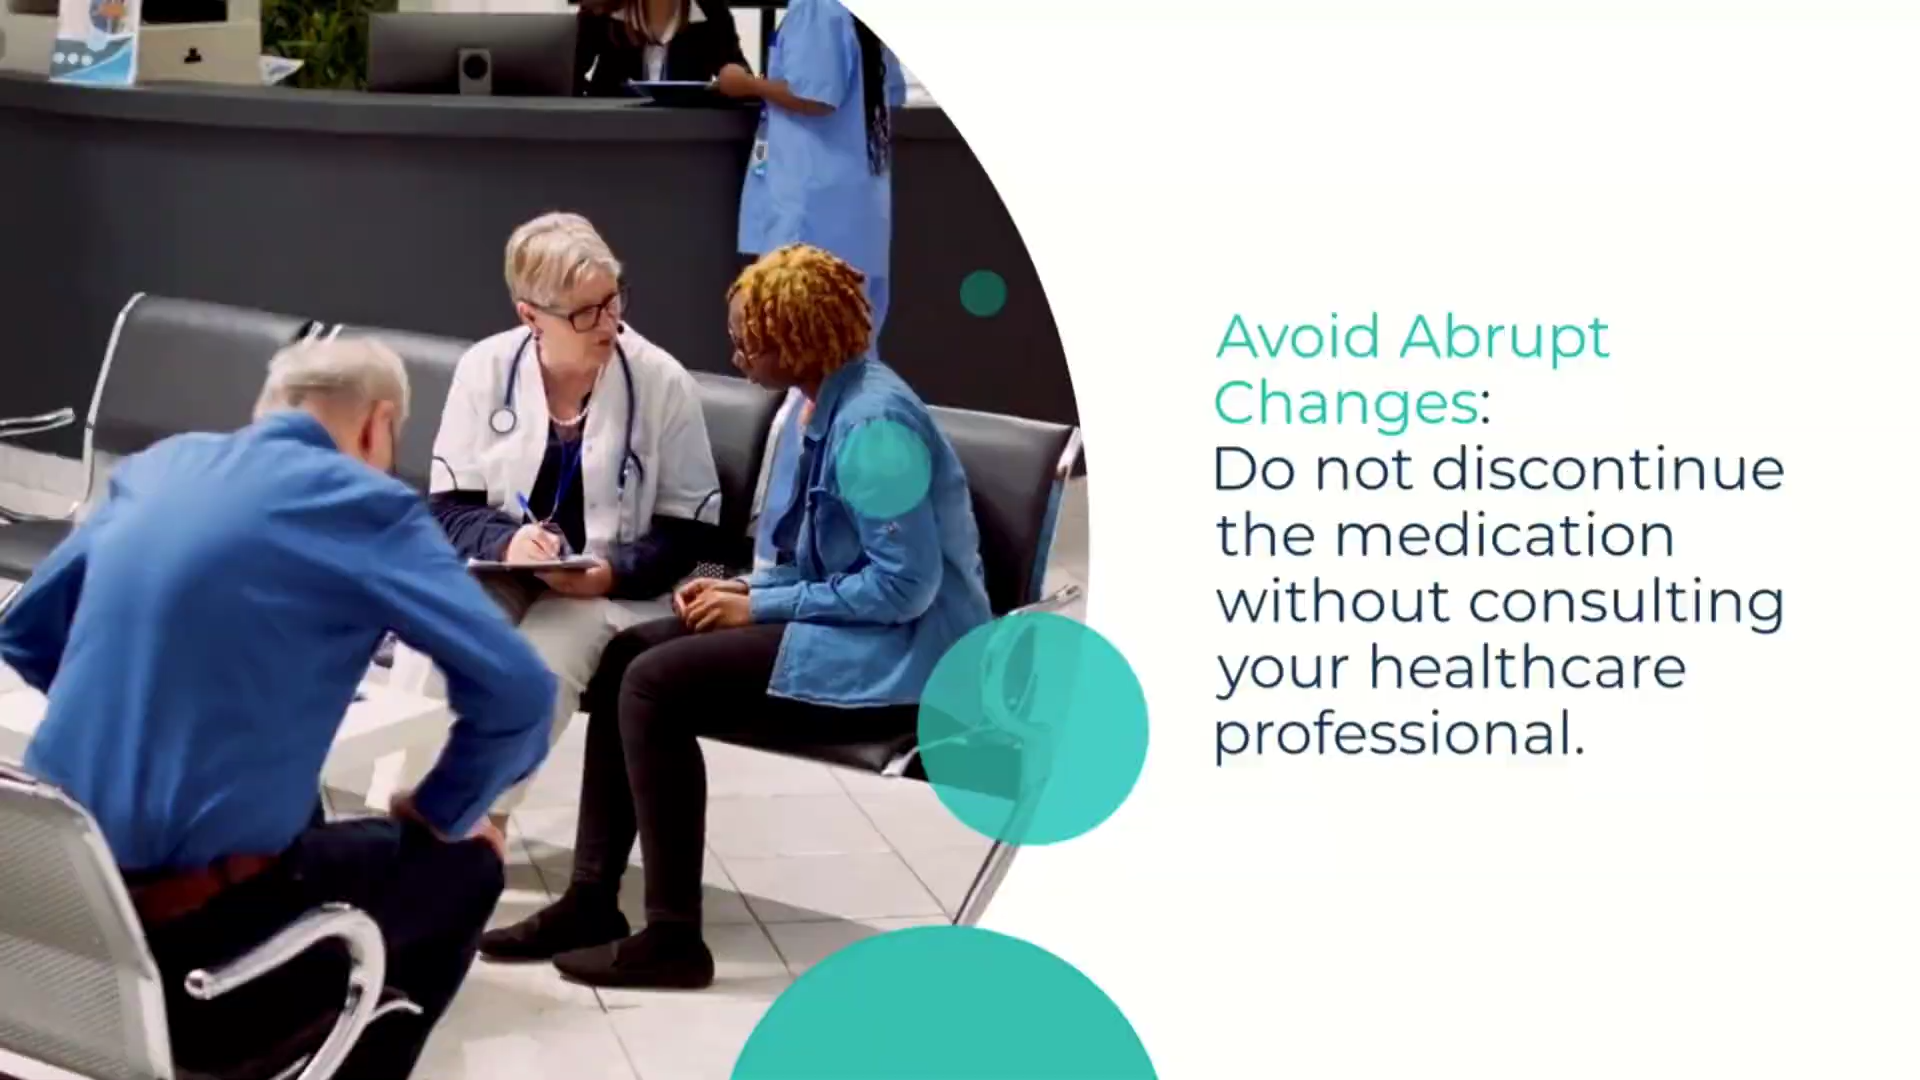 Avoid Abrupt
Changes:
Do not discontinue
the medication
without consulting
your healthcare
professional.